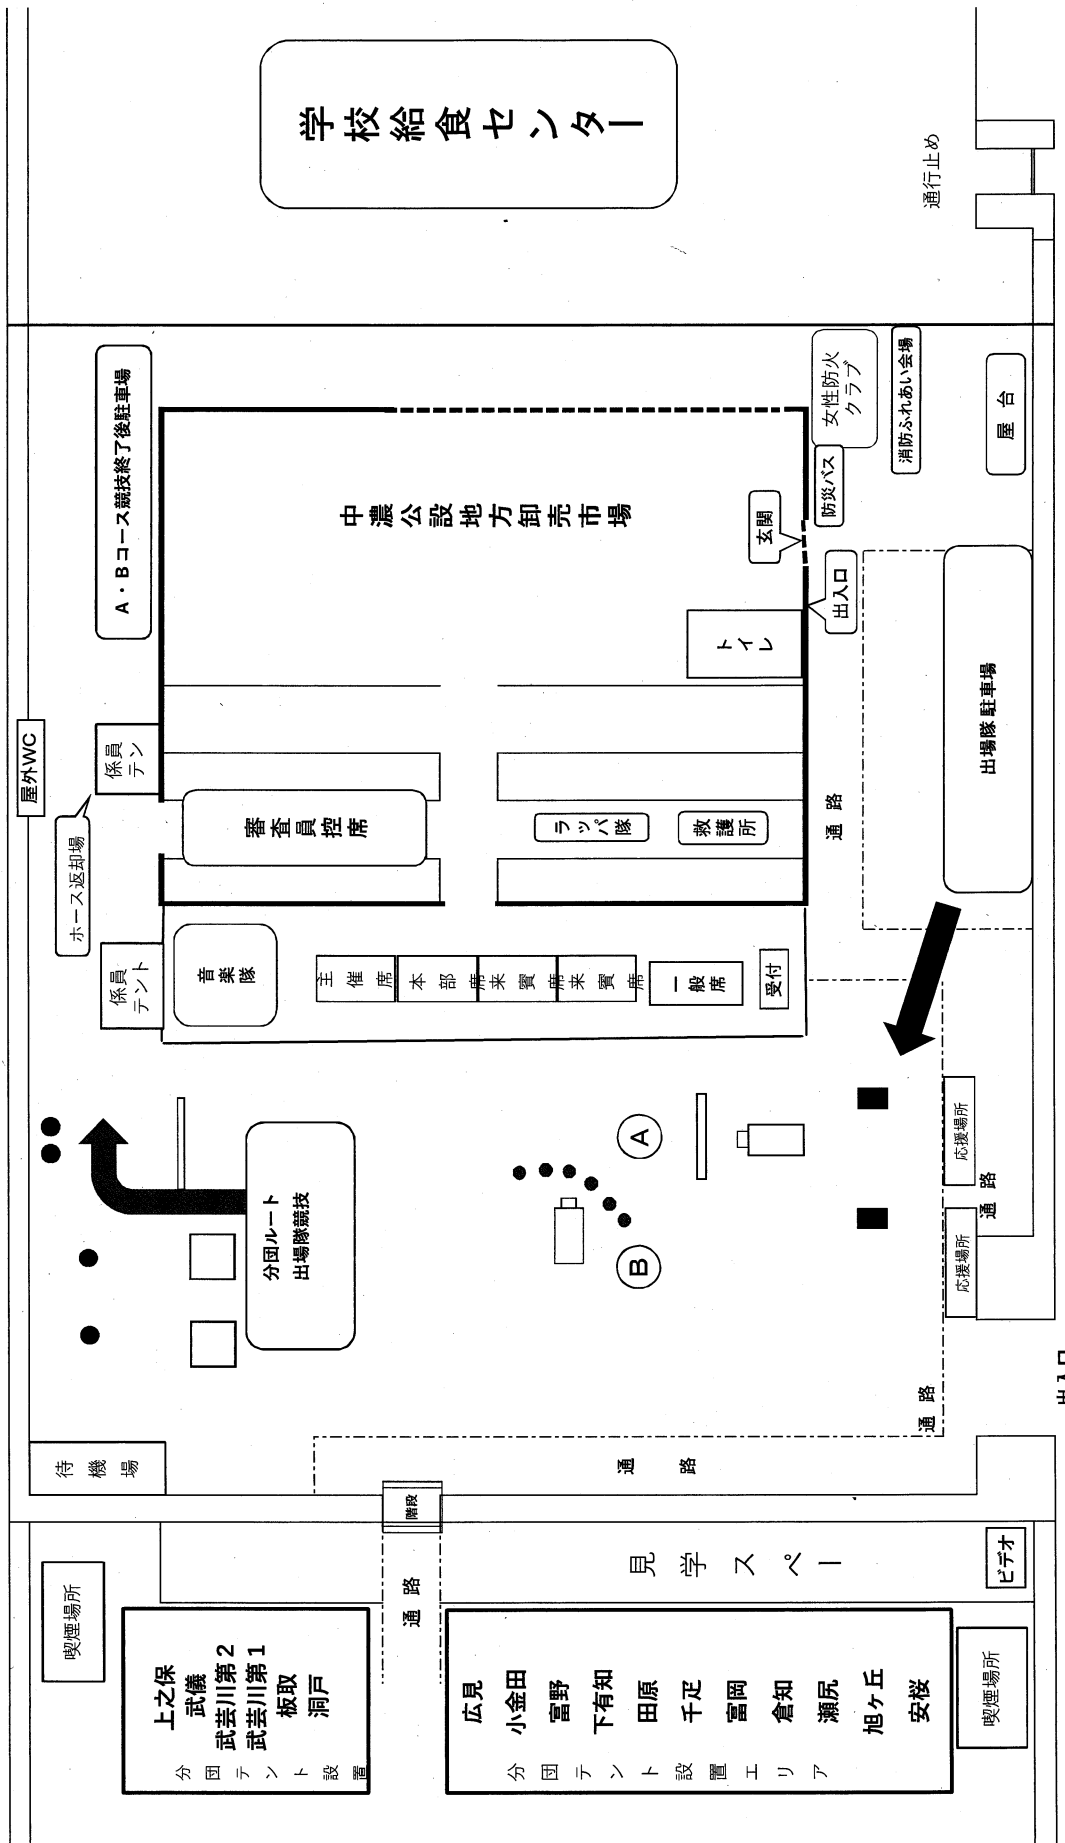 学校給食センター
通行止め
A・Bコース競技終了後駐車場
中濃公設地方卸売市場
女性防火
クラブ
消防ふれあい会場
屋台
防災バス
玄関
出入口
トイレ
出場隊駐車場
通路
屋外WC
係員
テン
ホース返却場
審査員控席
ラッパ隊
救護所
係員
テント
音楽隊
主催席
本部席
来賓席
来賓席
一般席
受付
A
B
分団ルート
出場隊競技
応援場所
応援場所
通路
通路
通路
待機場
階段
通路
見学スペー
ビデオ
喫煙場所
上之保
武儀
武芸川第2
武芸川第1
板取
洞戸
分団テント設置
広見
小金田
富野
下有知
田原
千疋
富岡
倉知
瀬尻
旭ヶ丘
安桜
分団テント設置エリア
喫煙場所